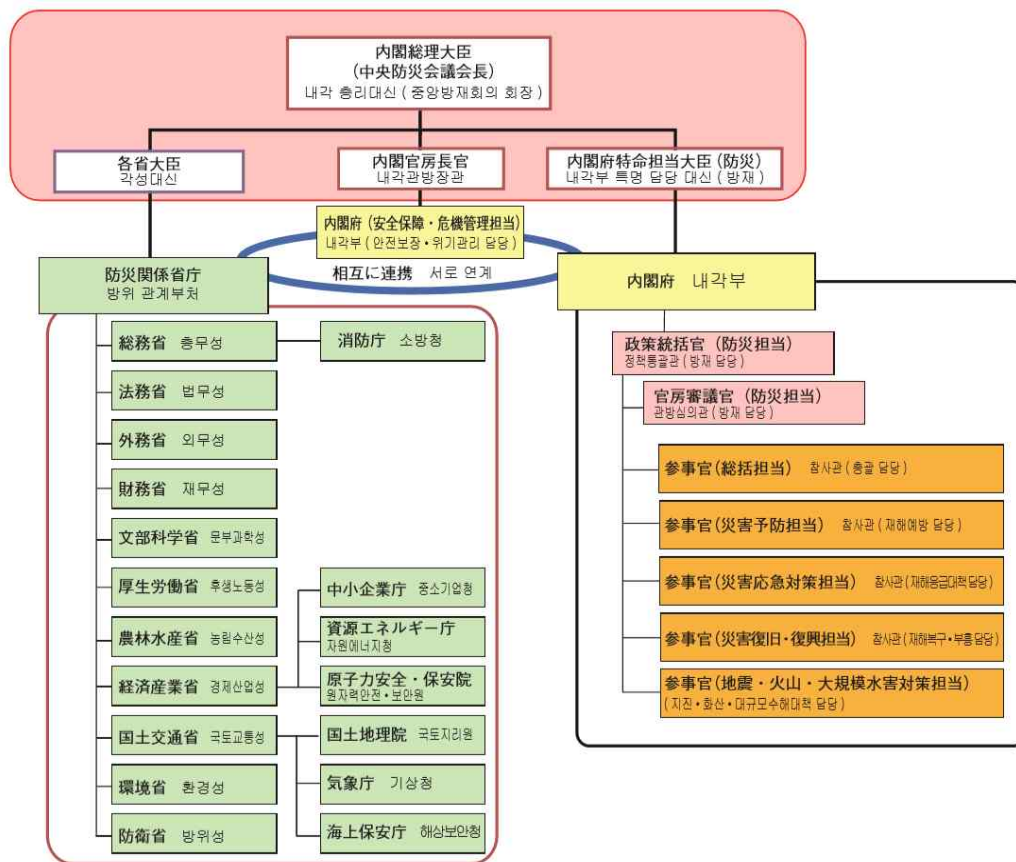 内閣総理大臣
(中央防災会議会長)
내각 총리대신 ( 중앙방재회의 회장 )
各省大臣
각성대신
内閣官房長官
내각관방장관
内閣府特命担当大臣 (防災)
내각부 특명 담당 대신 ( 방재 )
内閣府 (安全保障・危機管理担当)
내각부 ( 안전보장・위기관리 담당 )
相互に連携 서로 연계
防災関係省庁
방위 관계부처
内閣府 내각부
総務省 총무성
消防庁 소방청
法務省 법무성
外務省 외무성
財務省 재무성
文部科学省 문부과학성
厚生労働省 후생노동성
農林水産省 농림수산성
経済産業省 경제산업성
国土交通省 국토교통성
環境省 환경성
防衛省 방위성
中小企業庁 중소기업청
資源エネルギー庁
자원에너지청
原子力安全・保安院
원자력안전・보안원
国土地理院 국토지리원
気象庁 기상청
海上保安庁 해상보안청
政策統括官 (防災担当)
정책통괄관 ( 방재 담당 )
官房審議官 (防災担当)
관방심의관 ( 방재 담당 )
参事官 (総括担当) 참사관 ( 총괄 담당 )
参事官 (災害予防担当) 참사관 ( 재해예방 담당 )
参事官 (災害応急対策担当) 참사관 (재해응급대책담당)
参事官 (災害復旧・復興担当) 참사관 (재해복구・부흥담당)
参事官 (地震・火山・大規模水害対策担当)
( 지진・화산・대규모수해대책 담당 )